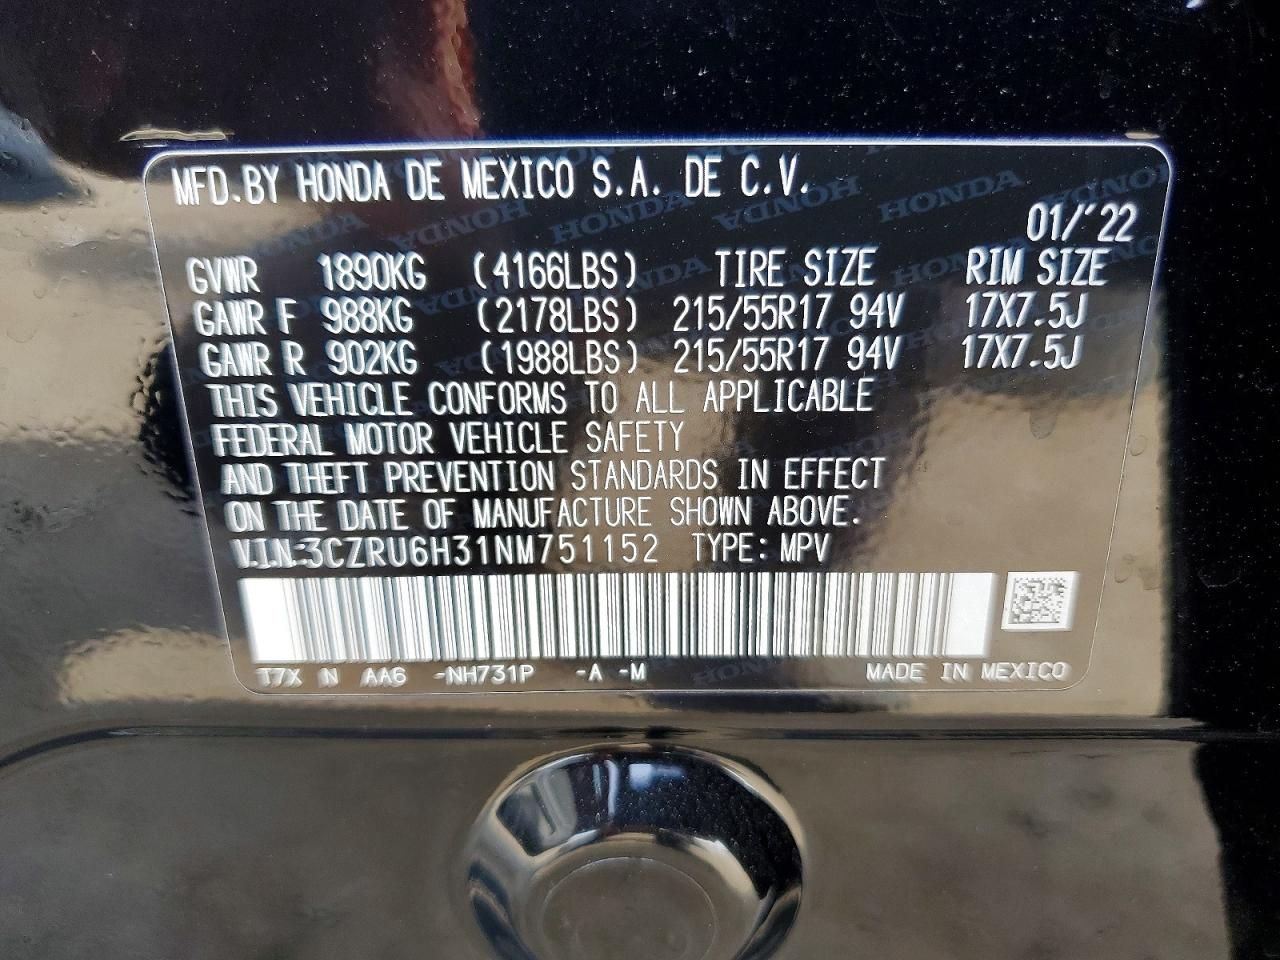 MFD.BY HONDA DE MEXICO S.A. DE C.V.
01/'22
GVWR 1890KG (4166LBS) TIRE SIZE RIM SIZE
GAWR F 988KG (2178LBS) 215/55R17 94V 17X7.5J
GAWR R 902KG (1988LBS) 215/55R17 94V 17X7.5J
THIS VEHICLE CONFORMS TO ALL APPLICABLE
FEDERAL MOTOR VEHICLE SAFETY
AND THEFT PREVENTION STANDARDS IN EFFECT
ON THE DATE OF MANUFACTURE SHOWN ABOVE.
V.I.N:3CZRU6H31NM751152 TYPE: MPV
T7X N AA6 -NH731P -A -M MADE IN MEXICO